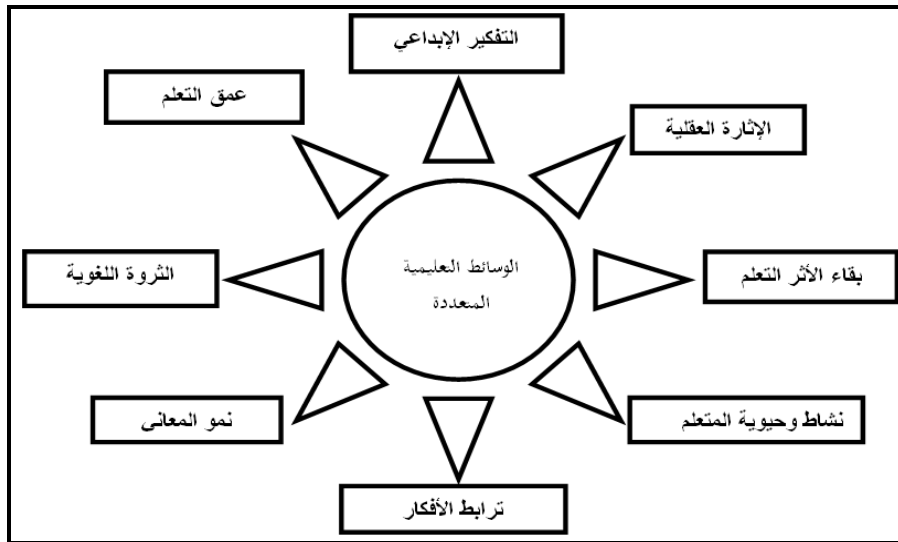 التفكير الإبداعي
الإثارة العقلية
عمق التعلم
بقاء الأثر التعلم
الوسائط التعليمية
المتعددة
الثروة اللغوية
نشاط وحيوية المتعلم
نمو المعانى
ترابط الأفكار